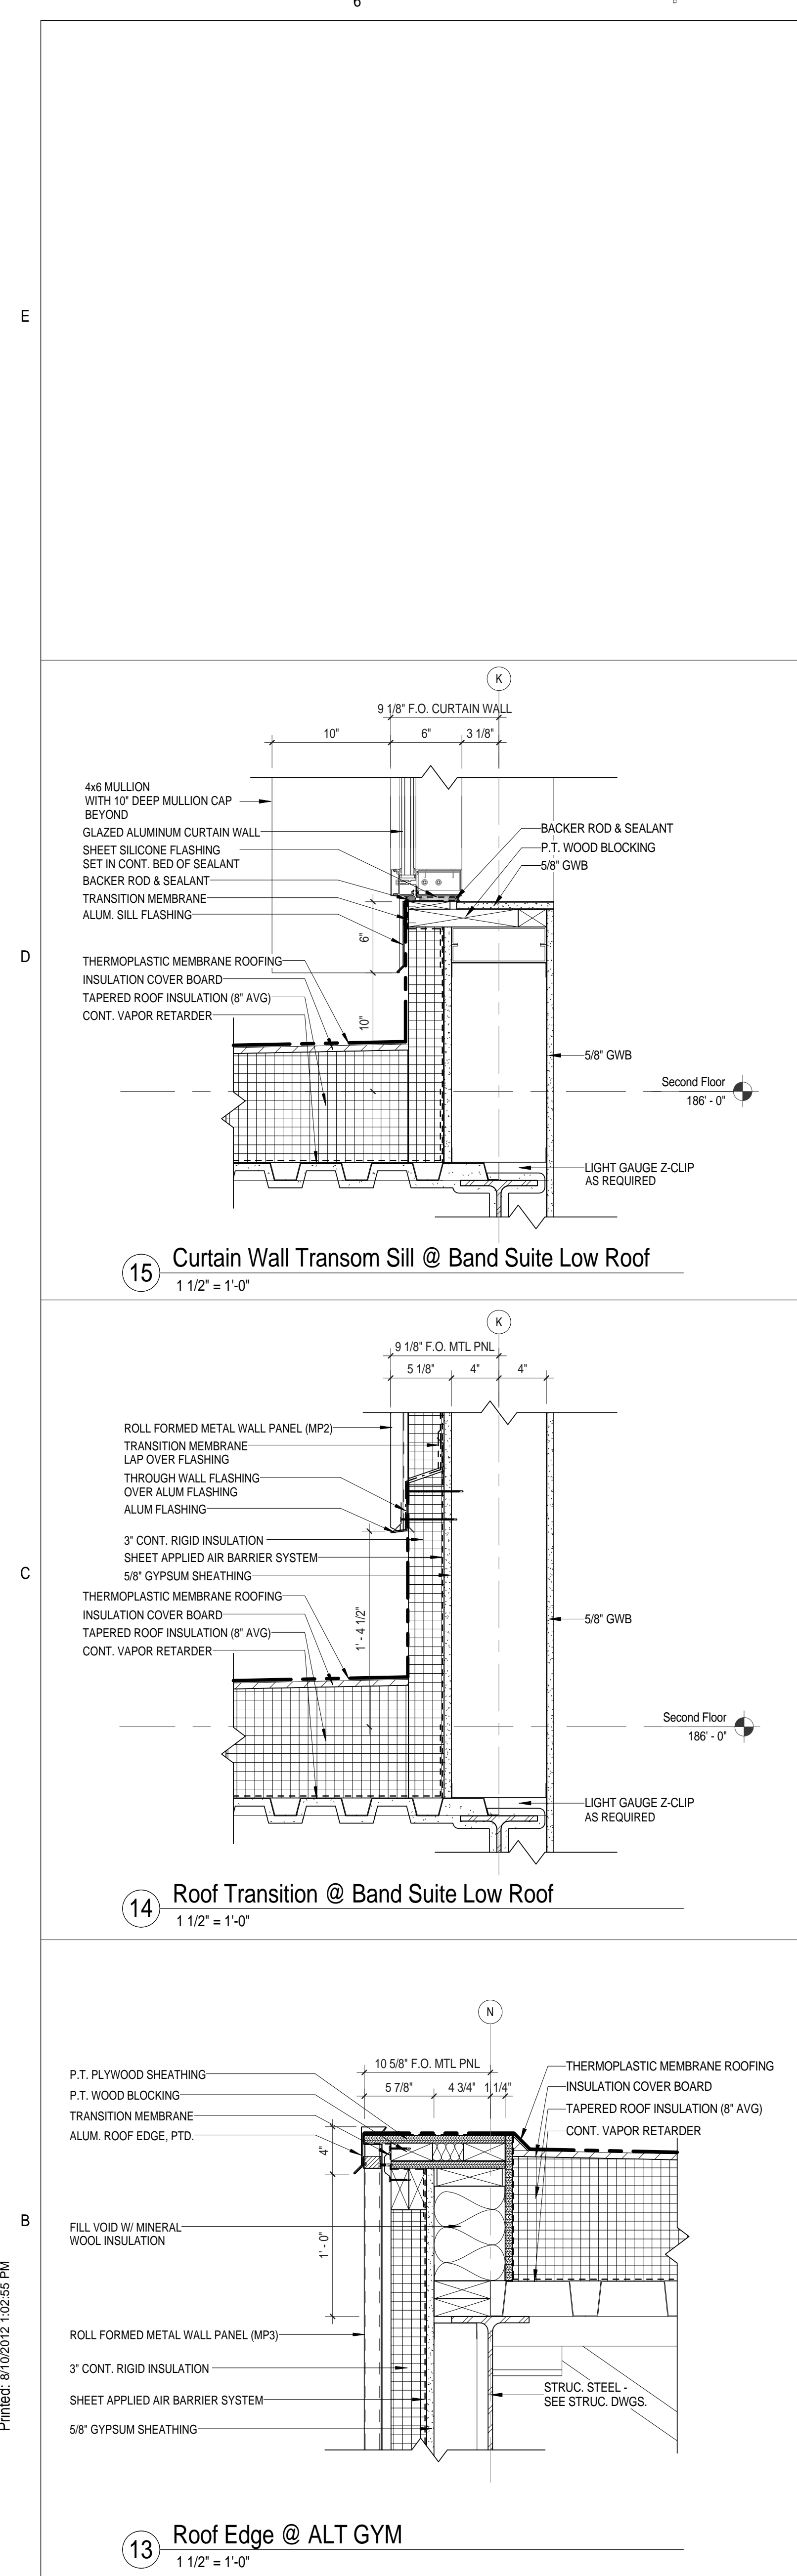 6
E
K
9 1/8" F.O. CURTAIN WALL
10"
6"
3 1/8"
4x6 MULLION
WITH 10" DEEP MULLION CAP
BEYOND
GLAZED ALUMINUM CURTAIN WALL
SHEET SILICONE FLASHING
SET IN CONT. BED OF SEALANT
BACKER ROD & SEALANT
TRANSITION MEMBRANE
ALUM. SILL FLASHING
BACKER ROD & SEALANT
P.T. WOOD BLOCKING
5/8" GWB
6"
D
THERMOPLASTIC MEMBRANE ROOFING
INSULATION COVER BOARD
TAPERED ROOF INSULATION (8" AVG)
CONT. VAPOR RETARDER
10"
5/8" GWB
Second Floor
186' - 0"
LIGHT GAUGE Z-CLIP
AS REQUIRED
15
Curtain Wall Transom Sill @ Band Suite Low Roof
1 1/2" = 1'-0"
K
9 1/8" F.O. MTL PNL
5 1/8"
4"
4"
ROLL FORMED METAL WALL PANEL (MP2)
TRANSITION MEMBRANE
LAP OVER FLASHING
THROUGH WALL FLASHING
OVER ALUM FLASHING
ALUM FLASHING
3" CONT. RIGID INSULATION
SHEET APPLIED AIR BARRIER SYSTEM
5/8" GYPSUM SHEATHING
C
THERMOPLASTIC MEMBRANE ROOFING
INSULATION COVER BOARD
TAPERED ROOF INSULATION (8" AVG)
CONT. VAPOR RETARDER
1' - 4 1/2"
5/8" GWB
Second Floor
186' - 0"
LIGHT GAUGE Z-CLIP
AS REQUIRED
14
Roof Transition @ Band Suite Low Roof
1 1/2" = 1'-0"
N
10 5/8" F.O. MTL PNL
5 7/8"
4 3/4"
1 1/4"
P.T. PLYWOOD SHEATHING
P.T. WOOD BLOCKING
TRANSITION MEMBRANE
ALUM. ROOF EDGE, PTD.
THERMOPLASTIC MEMBRANE ROOFING
INSULATION COVER BOARD
TAPERED ROOF INSULATION (8" AVG)
CONT. VAPOR RETARDER
4"
B
FILL VOID W/ MINERAL
WOOL INSULATION
1' - 0"
ROLL FORMED METAL WALL PANEL (MP3)
3" CONT. RIGID INSULATION
SHEET APPLIED AIR BARRIER SYSTEM
5/8" GYPSUM SHEATHING
STRUC. STEEL -
SEE STRUC. DWGS.
Printed: 8/10/2012 1:02:55 PM
13
Roof Edge @ ALT GYM
1 1/2" = 1'-0"